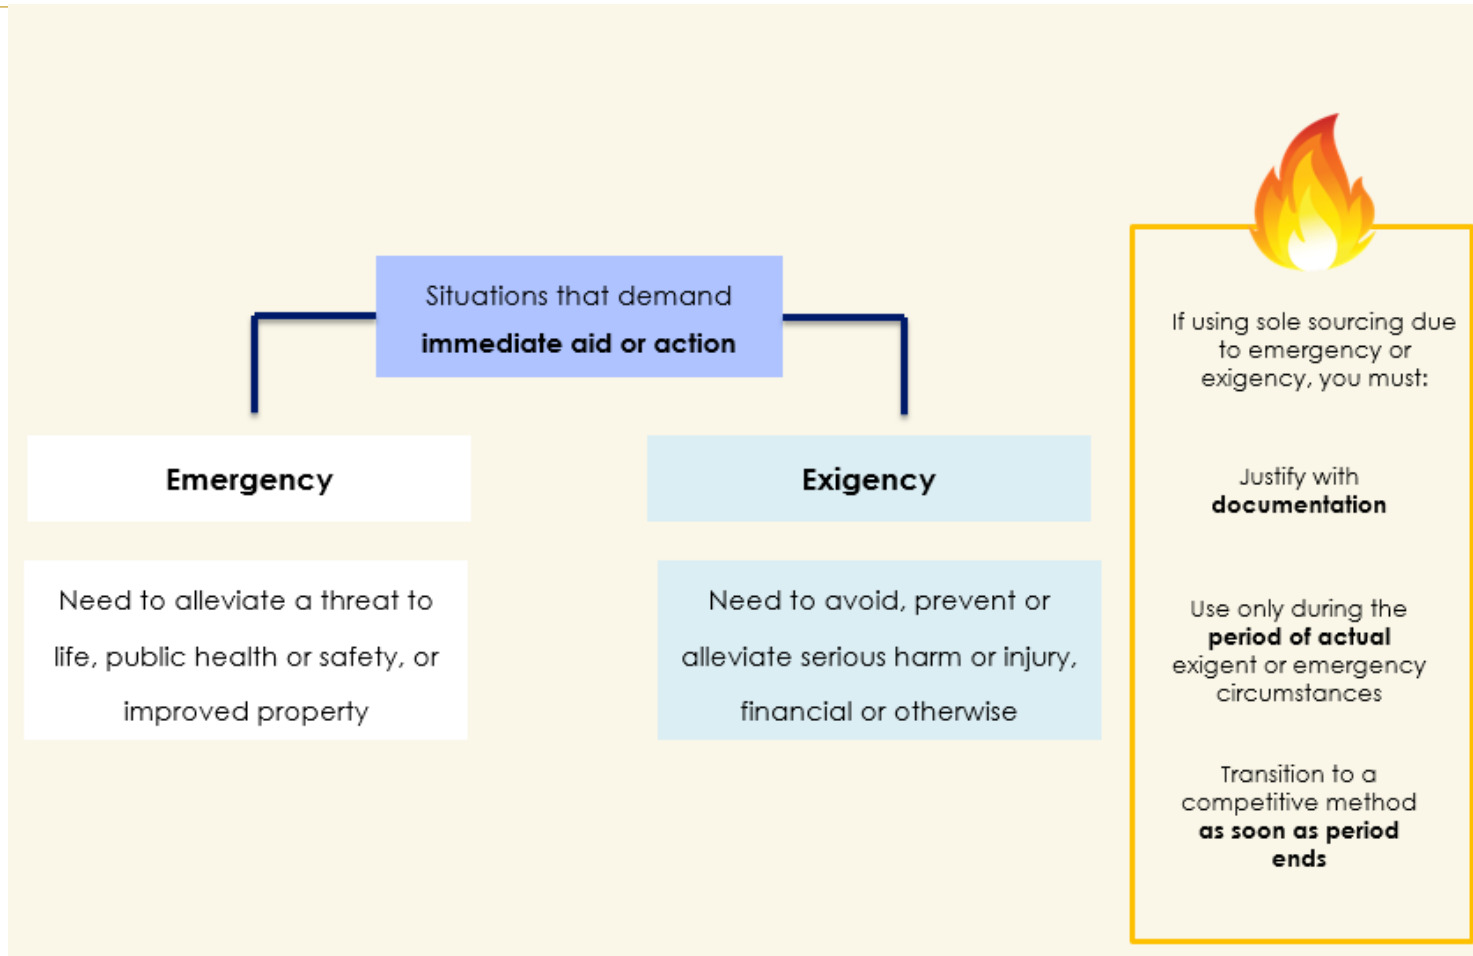 Situations that demand
immediate aid or action
Emergency
Need to alleviate a threat to
life, public health or safety, or
improved property
Exigency
Need to avoid, prevent or
alleviate serious harm or injury,
financial or otherwise
If using sole sourcing due
to emergency or
exigency, you must:
Justify with
documentation
Use only during the
period of actual
exigent or emergency
circumstances
Transition to a
competitive method
as soon as period
ends